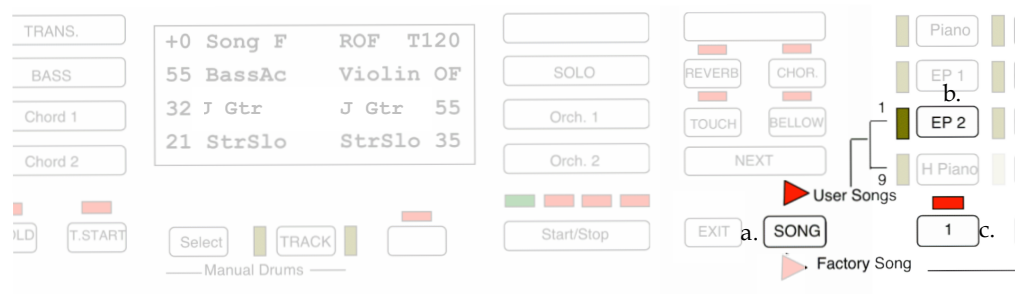 TRANS.
BASS
Chord 1
Chord 2
OLD
T.START
+0 Song F ROF T120
55 BassAc Violin OF
32 J Gtr J Gtr 55
21 StrSlo StrSlo 35
Select
TRACK
Manual Drums
SOLO
Orch. 1
Orch. 2
Start/Stop
REVERB
CHOR.
TOUCH
BELLOW
NEXT
User Songs
EXIT
a.
SONG
Factory Song
Piano
EP 1
b.
1
EP 2
9
H Piano
1
c.